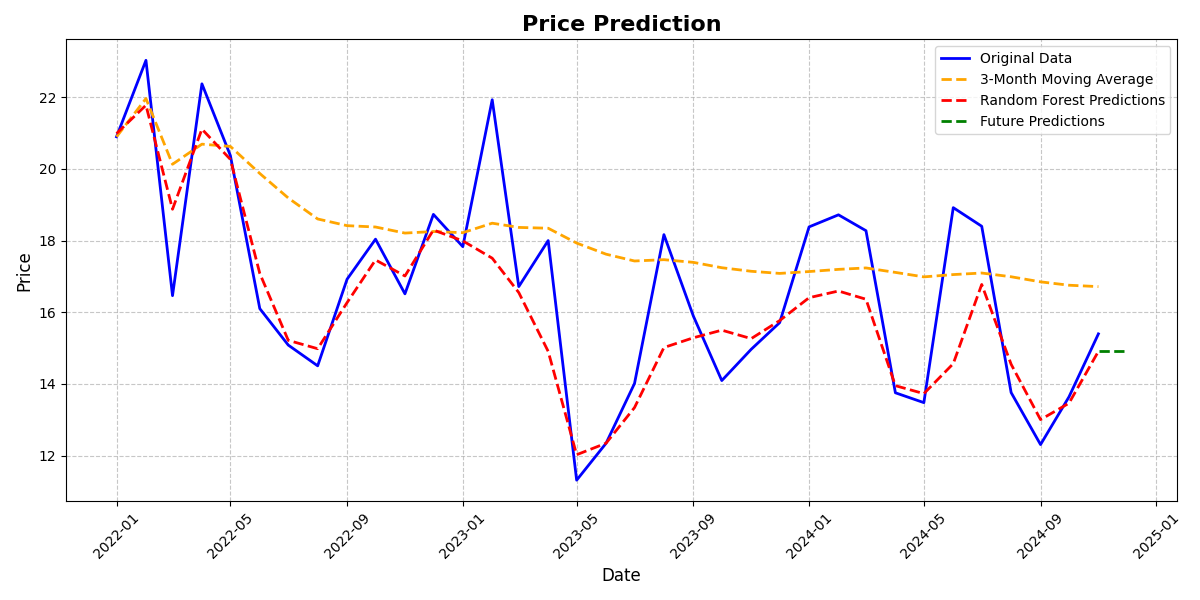 Price Prediction
Original Data
3-Month Moving Average
Random Forest Predictions
Future Predictions
Price
22
20
18
16
14
12
2022-01
2022-05
2022-09
2023-01
2023-05
2023-09
2024-01
2024-05
2024-09
2025-01
Date